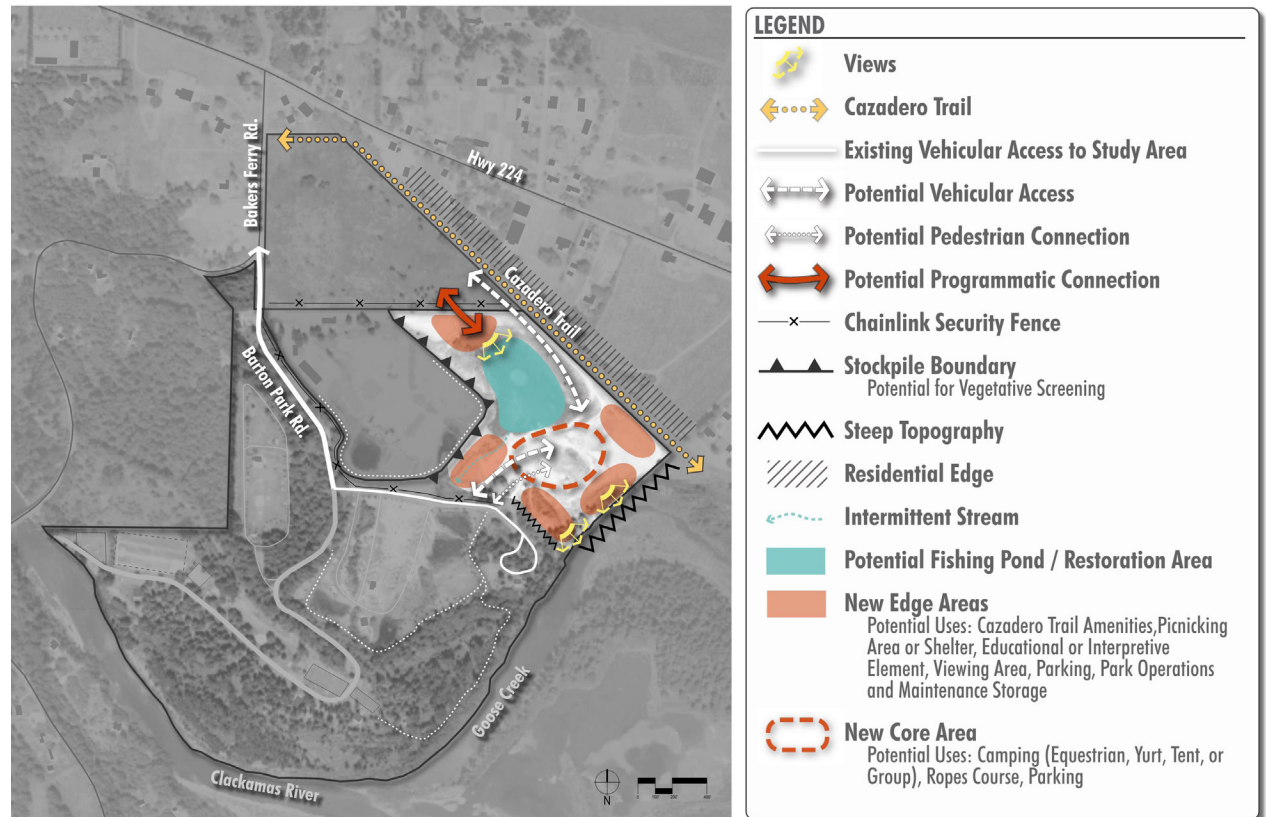 Bakers Ferry Rd.
Hwy 224
Cazadero Trail
Barton Park Rd.
Goose Creek
Clackamas River
N
0 100' 200' 400'
LEGEND
Views
Cazadero Trail
Existing Vehicular Access to Study Area
Potential Vehicular Access
Potential Pedestrian Connection
Potential Programmatic Connection
Chainlink Security Fence
Stockpile Boundary
Potential for Vegetative Screening
Steep Topography
Residential Edge
Intermittent Stream
Potential Fishing Pond / Restoration Area
New Edge Areas
Potential Uses: Cazadero Trail Amenities,Picnicking
Area or Shelter, Educational or Interpretive
Element, Viewing Area, Parking, Park Operations
and Maintenance Storage
New Core Area
Potential Uses: Camping (Equestrian, Yurt, Tent, or
Group), Ropes Course, Parking